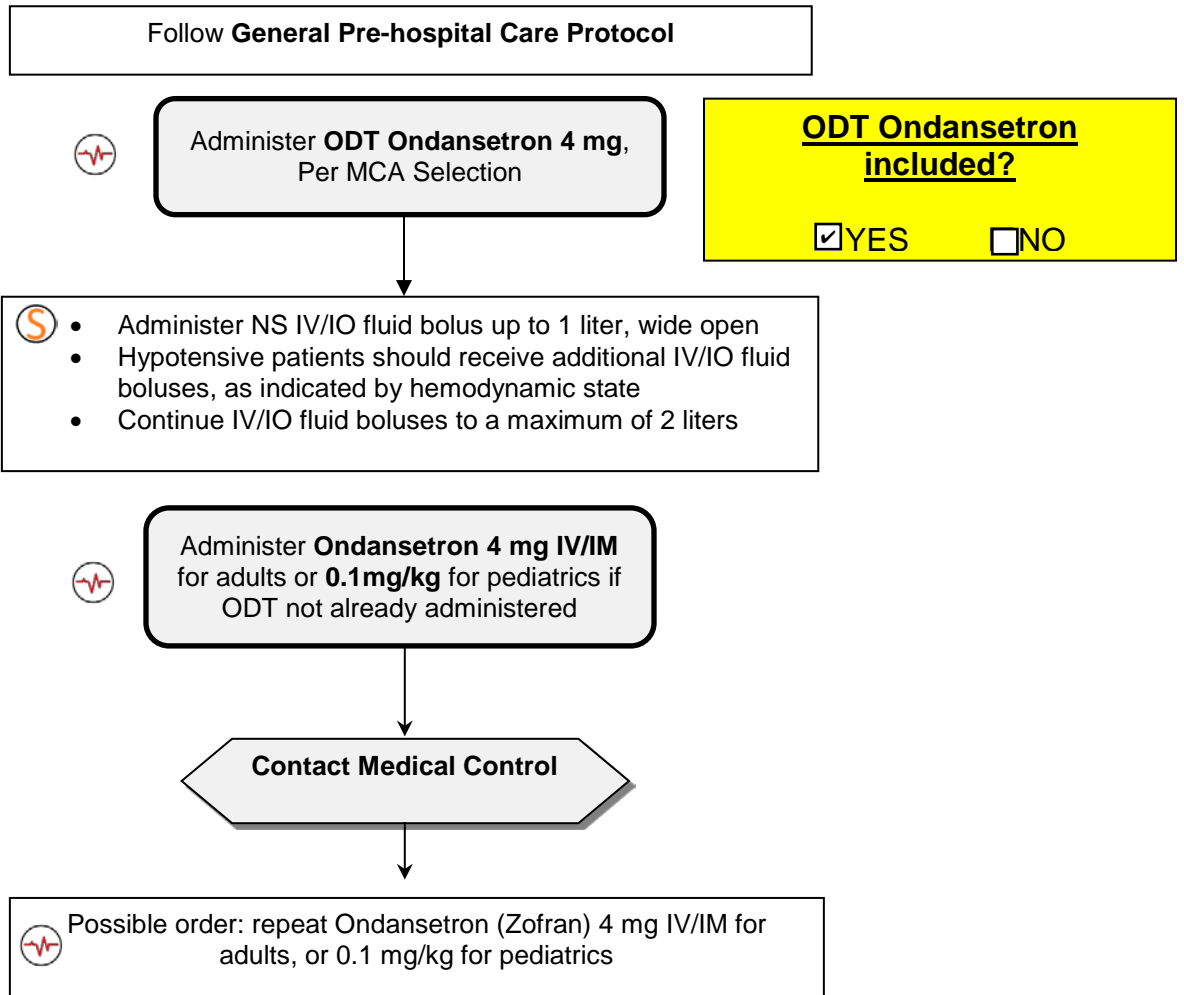 Follow General Pre-hospital Care Protocol
Administer ODT Ondansetron 4 mg,
Per MCA Selection
ODT Ondansetron
included?
☑YES ☐NO
S
• Administer NS IV/IO fluid bolus up to 1 liter, wide open
• Hypotensive patients should receive additional IV/IO fluid
boluses, as indicated by hemodynamic state
• Continue IV/IO fluid boluses to a maximum of 2 liters
Administer Ondansetron 4 mg IV/IM
for adults or 0.1mg/kg for pediatrics if
ODT not already administered
Contact Medical Control
Possible order: repeat Ondansetron (Zofran) 4 mg IV/IM for
adults, or 0.1 mg/kg for pediatrics